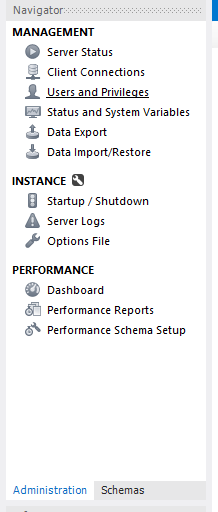 Navigator
MANAGEMENT
Server Status
Client Connections
Users and Privileges
Status and System Variables
Data Export
Data Import/Restore
INSTANCE
Startup / Shutdown
Server Logs
Options File
PERFORMANCE
Dashboard
Performance Reports
Performance Schema Setup
Administration Schemas